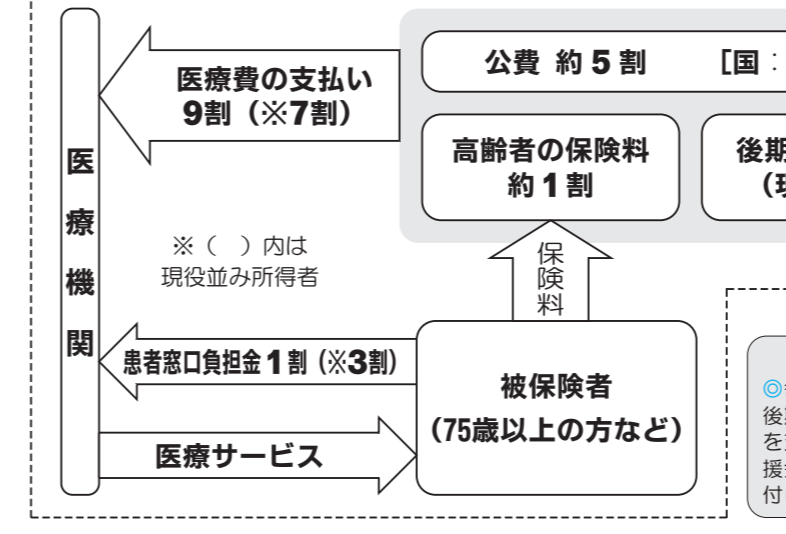 公費 約5割 [国：
医療費の支払い
9割（※7割）
高齢者の保険料
約1割
後期
医療機関
※（ ）内は
現役並み所得者
保険料
患者窓口負担金1割（※3割）
被保険者
（75歳以上の方など）
医療サービス
◎
後
を
援
付